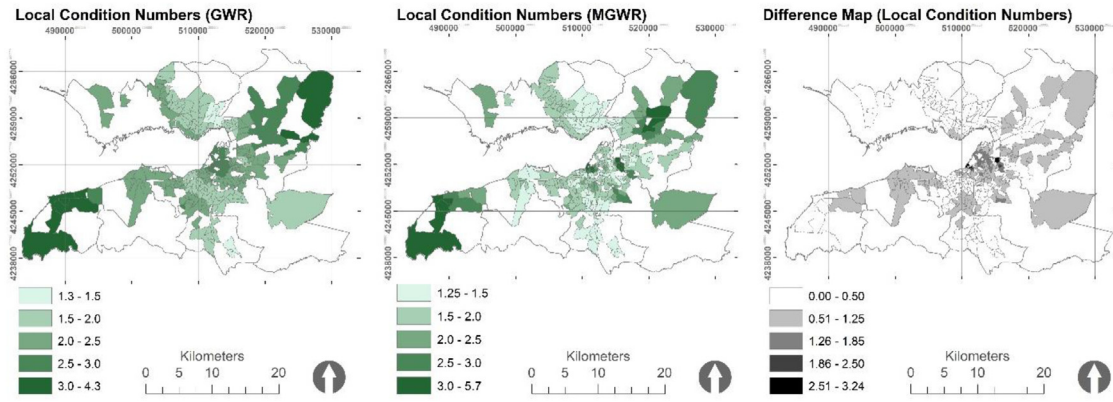 Local Condition Numbers (GWR)
490000 500000 510000 520000 530000
4266000
4259000
4252000
4245000
4238000
1.3 - 1.5
1.5 - 2.0
2.0 - 2.5
2.5 - 3.0
3.0 - 4.3
Kilometers
0 5 10 20
Local Condition Numbers (MGWR)
490000 500000 510000 520000 530000
4266000
4259000
4252000
4245000
4238000
1.25 - 1.5
1.5 - 2.0
2.0 - 2.5
2.5 - 3.0
3.0 - 5.7
Kilometers
0 5 10 20
Difference Map (Local Condition Numbers)
490000 500000 510000 520000 530000
4266000
4259000
4252000
4245000
4238000
0.00 - 0.50
0.51 - 1.25
1.26 - 1.85
1.86 - 2.50
2.51 - 3.24
Kilometers
0 5 10 20